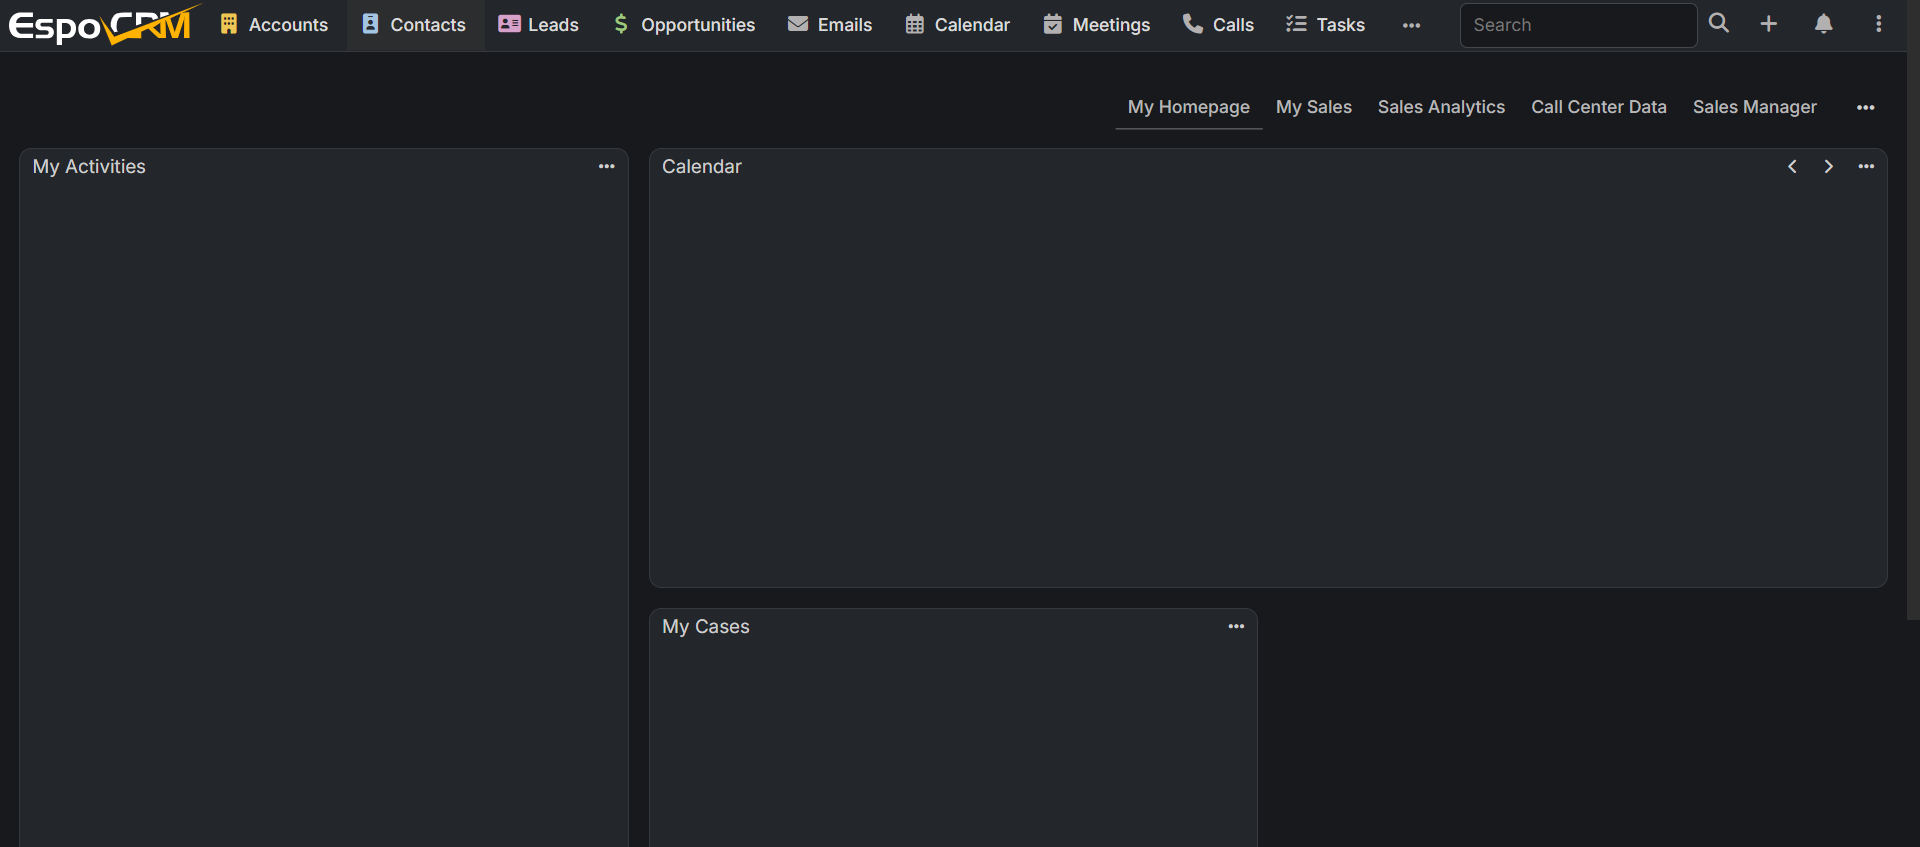 EspoCRM Accounts Contacts Leads Opportunities Emails Calendar Meetings Calls Tasks Search
My Homepage My Sales Sales Analytics Call Center Data Sales Manager
My Activities
Calendar
My Cases